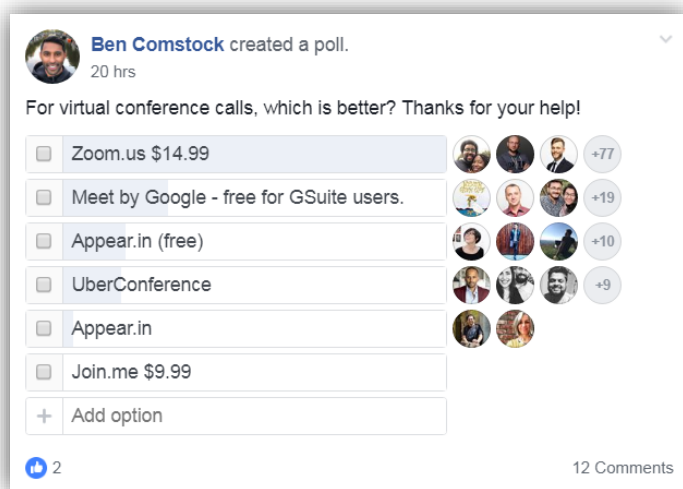 Ben Comstock created a poll.
20 hrs
For virtual conference calls, which is better? Thanks for your help!
Zoom.us $14.99
+77
Meet by Google - free for GSuite users.
+19
Appear.in (free)
+10
UberConference
+9
Appear.in
Join.me $9.99
+ Add option
2
12 Comments